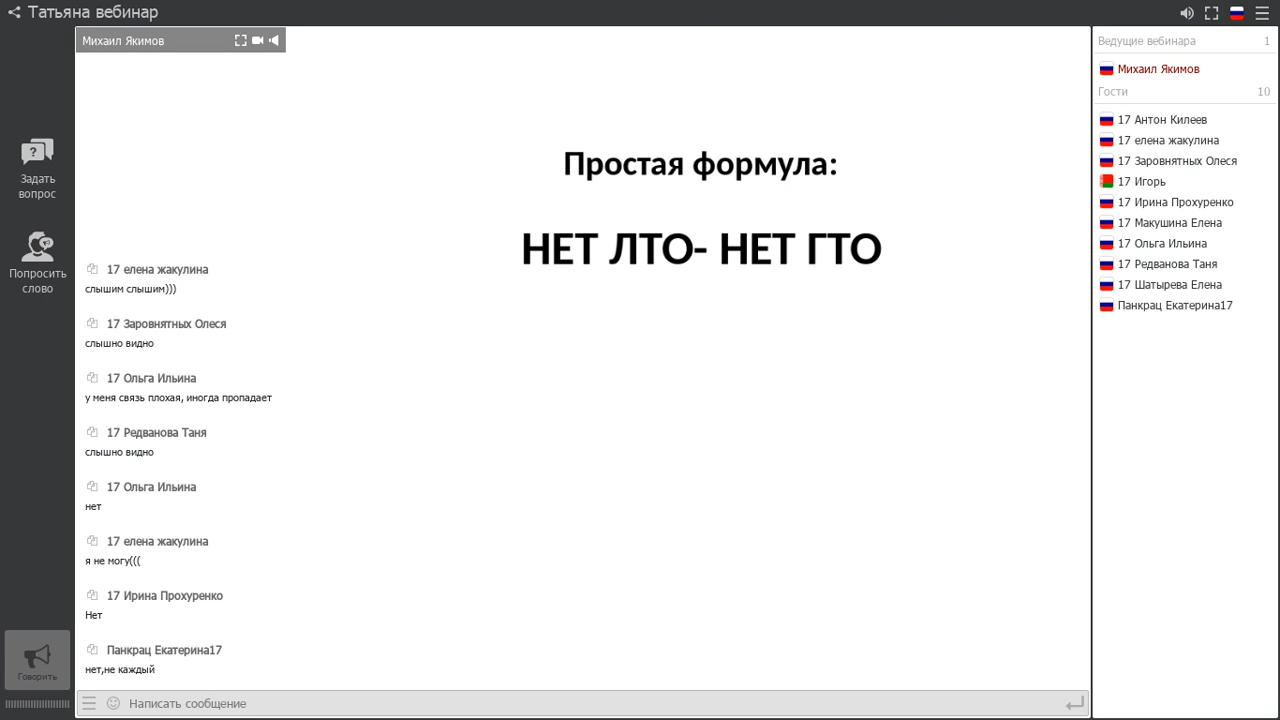 Татьяна вебинар
Михаил Якимов
Задать
вопрос
Попросить
слово
Говорить
Простая формула:
НЕТ ЛТО- НЕТ ГТО
17 елена жакулина
слышим слышим)))
17 Заровнятных Олеся
слышно видно
17 Ольга Ильина
у меня связь плохая, иногда пропадает
17 Редванова Таня
слышно видно
17 Ольга Ильина
нет
17 елена жакулина
я не могу(((
17 Ирина Прохуренко
Нет
Панкрац Екатерина17
нет,не каждый
Написать сообщение
Ведущие вебинара 1
Михаил Якимов
Гости 10
17 Антон Килеев
17 елена жакулина
17 Заровнятных Олеся
17 Игорь
17 Ирина Прохуренко
17 Макушина Елена
17 Ольга Ильина
17 Редванова Таня
17 Шатырева Елена
Панкрац Екатерина17